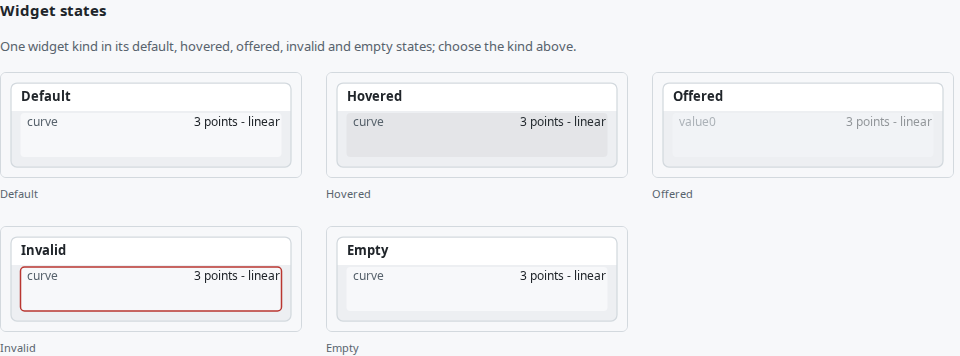 Widget states
One widget kind in its default, hovered, offered, invalid and empty states; choose the kind above.
Default
curve 3 points - linear
Default
Hovered
curve 3 points - linear
Hovered
Offered
value0 3 points - linear
Offered
Invalid
curve 3 points - linear
Invalid
Empty
curve 3 points - linear
Empty